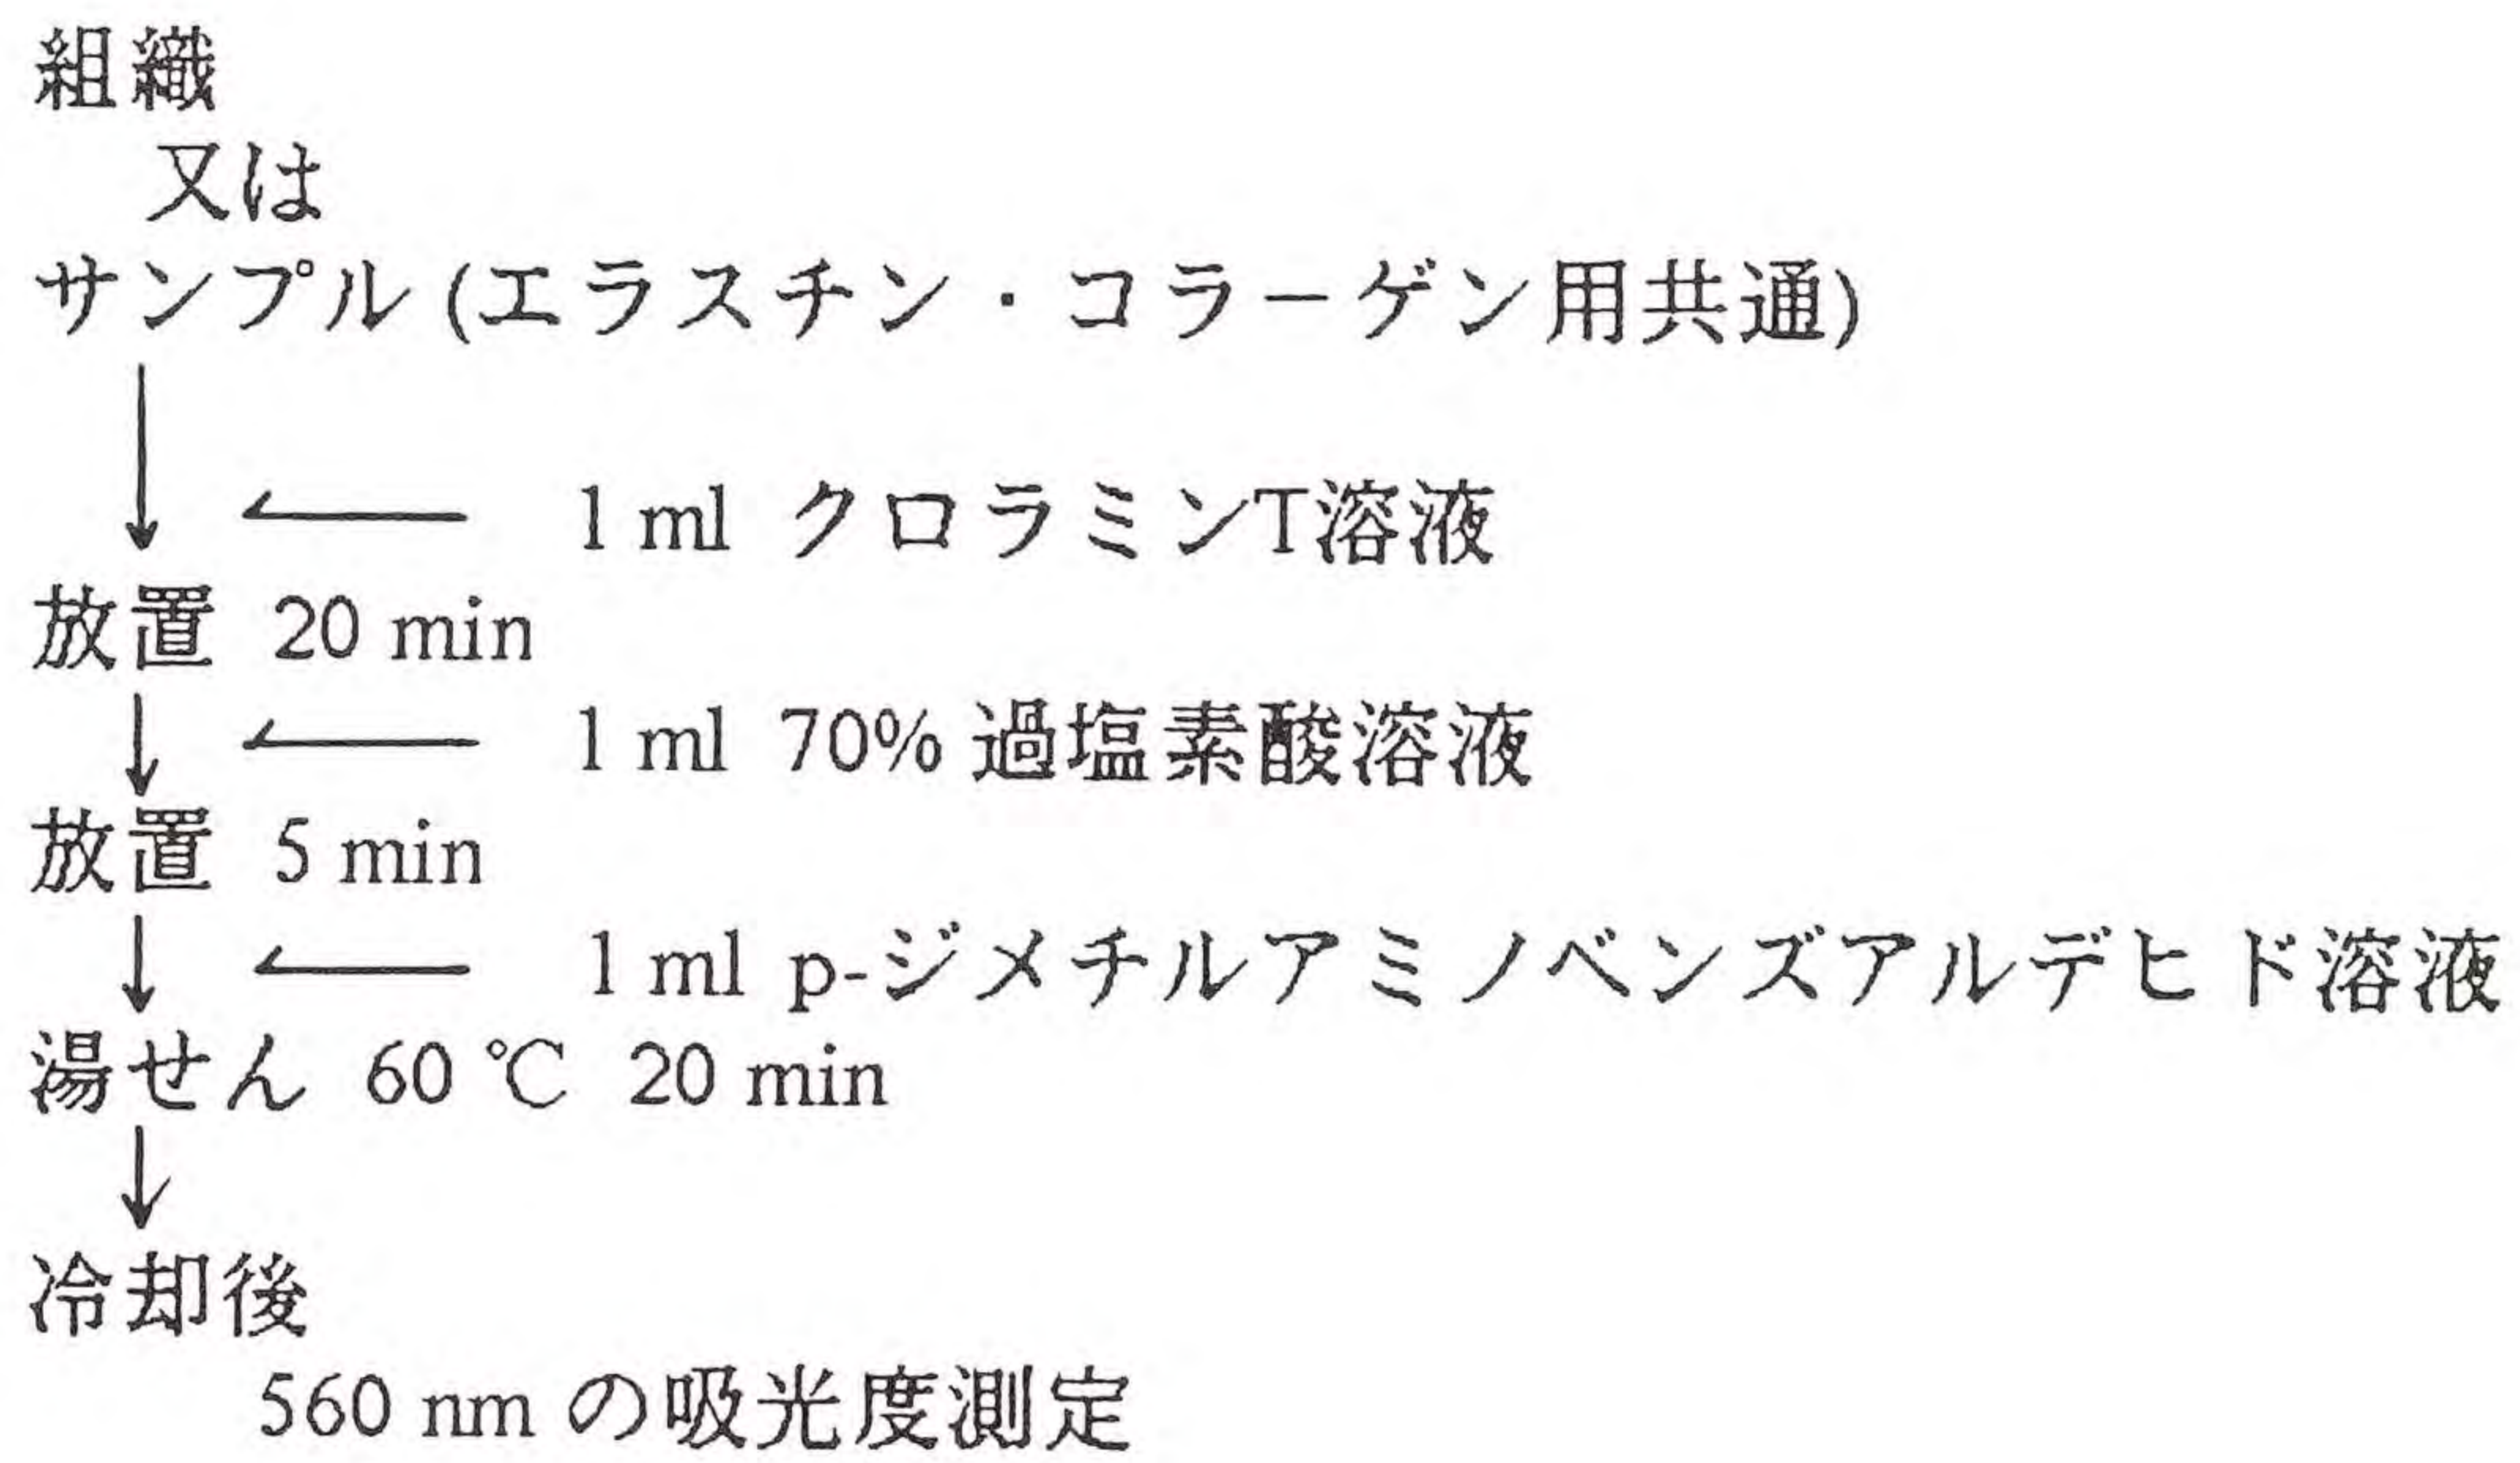 組織
又は
サンプル (エラスチン・コラーゲン用共通)
1 ml クロラミンT溶液
放置 20 min
1 ml 70% 過塩素酸溶液
放置 5 min
1 ml p-ジメチルアミノベンズアルデヒド溶液
湯せん 60 ℃ 20 min
冷却後
560 nm の吸光度測定